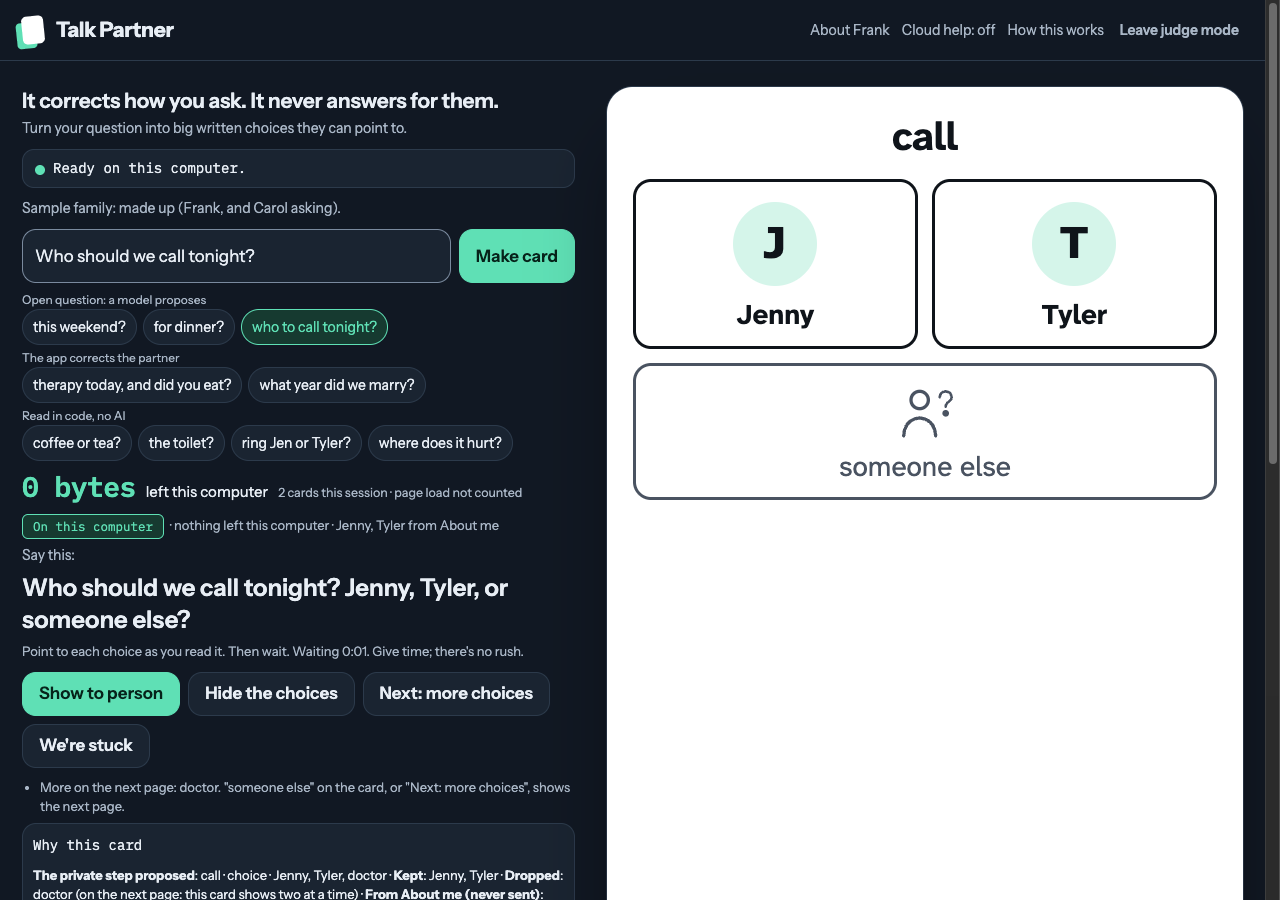 Talk Partner
About Frank Cloud help: off How this works Leave judge mode
It corrects how you ask. It never answers for them.
Turn your question into big written choices they can point to.
Ready on this computer.
Sample family: made up (Frank, and Carol asking).
Who should we call tonight? Make card
Open question: a model proposes
this weekend? for dinner? who to call tonight?
The app corrects the partner
therapy today, and did you eat? what year did we marry?
Read in code, no AI
coffee or tea? the toilet? ring Jen or Tyler? where does it hurt?
0 bytes left this computer 2 cards this session · page load not counted
On this computer · nothing left this computer · Jenny, Tyler from About me
Say this:
Who should we call tonight? Jenny, Tyler, or
someone else?
Point to each choice as you read it. Then wait. Waiting 0:01. Give time; there's no rush.
Show to person Hide the choices Next: more choices
We're stuck
• More on the next page: doctor. "someone else" on the card, or "Next: more choices", shows
the next page.
Why this card
The private step proposed: call · choice · Jenny, Tyler, doctor · Kept: Jenny, Tyler · Dropped:
doctor (on the next page: this card shows two at a time) · From About me (never sent):
call
J T
Jenny Tyler
?
someone else